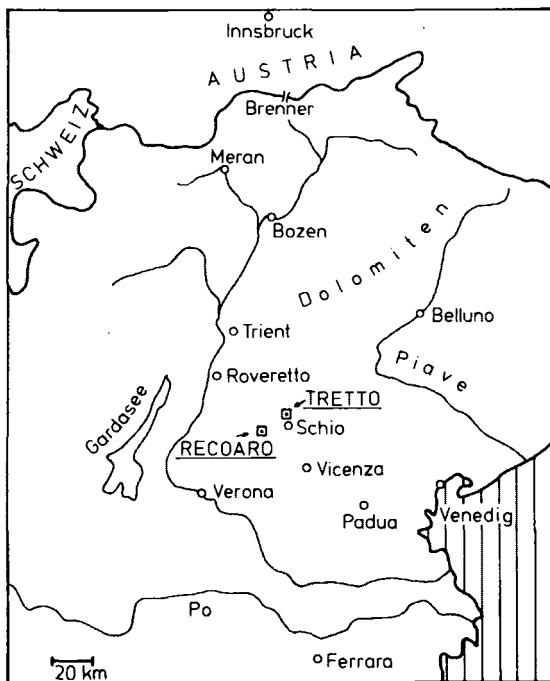 Innsbruck
AUSTRIA
Brenner
SCHWEIZ
Meran
Bozen
Dolomiten
Trient
Belluno
Roveretto
Piave
TRETTO
Gardasee
Schio
RECOARO
Vicenza
Verona
Venedig
Padua
Po
Ferrara
20 km